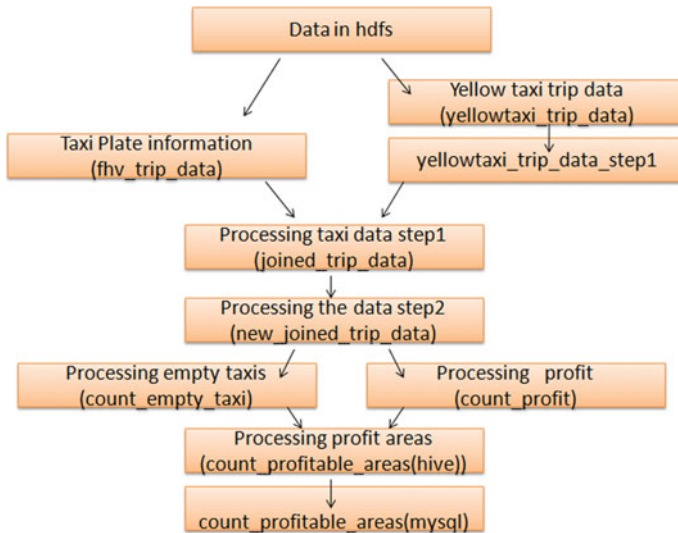 Data in hdfs
Yellow taxi trip data
(yellowtaxi_trip_data)
Taxi Plate information
(fhv_trip_data)
yellowtaxi_trip_data_step1
Processing taxi data step1
(joined_trip_data)
Processing the data step2
(new_joined_trip_data)
Processing empty taxis
(count_empty_taxi)
Processing profit
(count_profit)
Processing profit areas
(count_profitable_areas(hive))
count_profitable_areas(mysql)